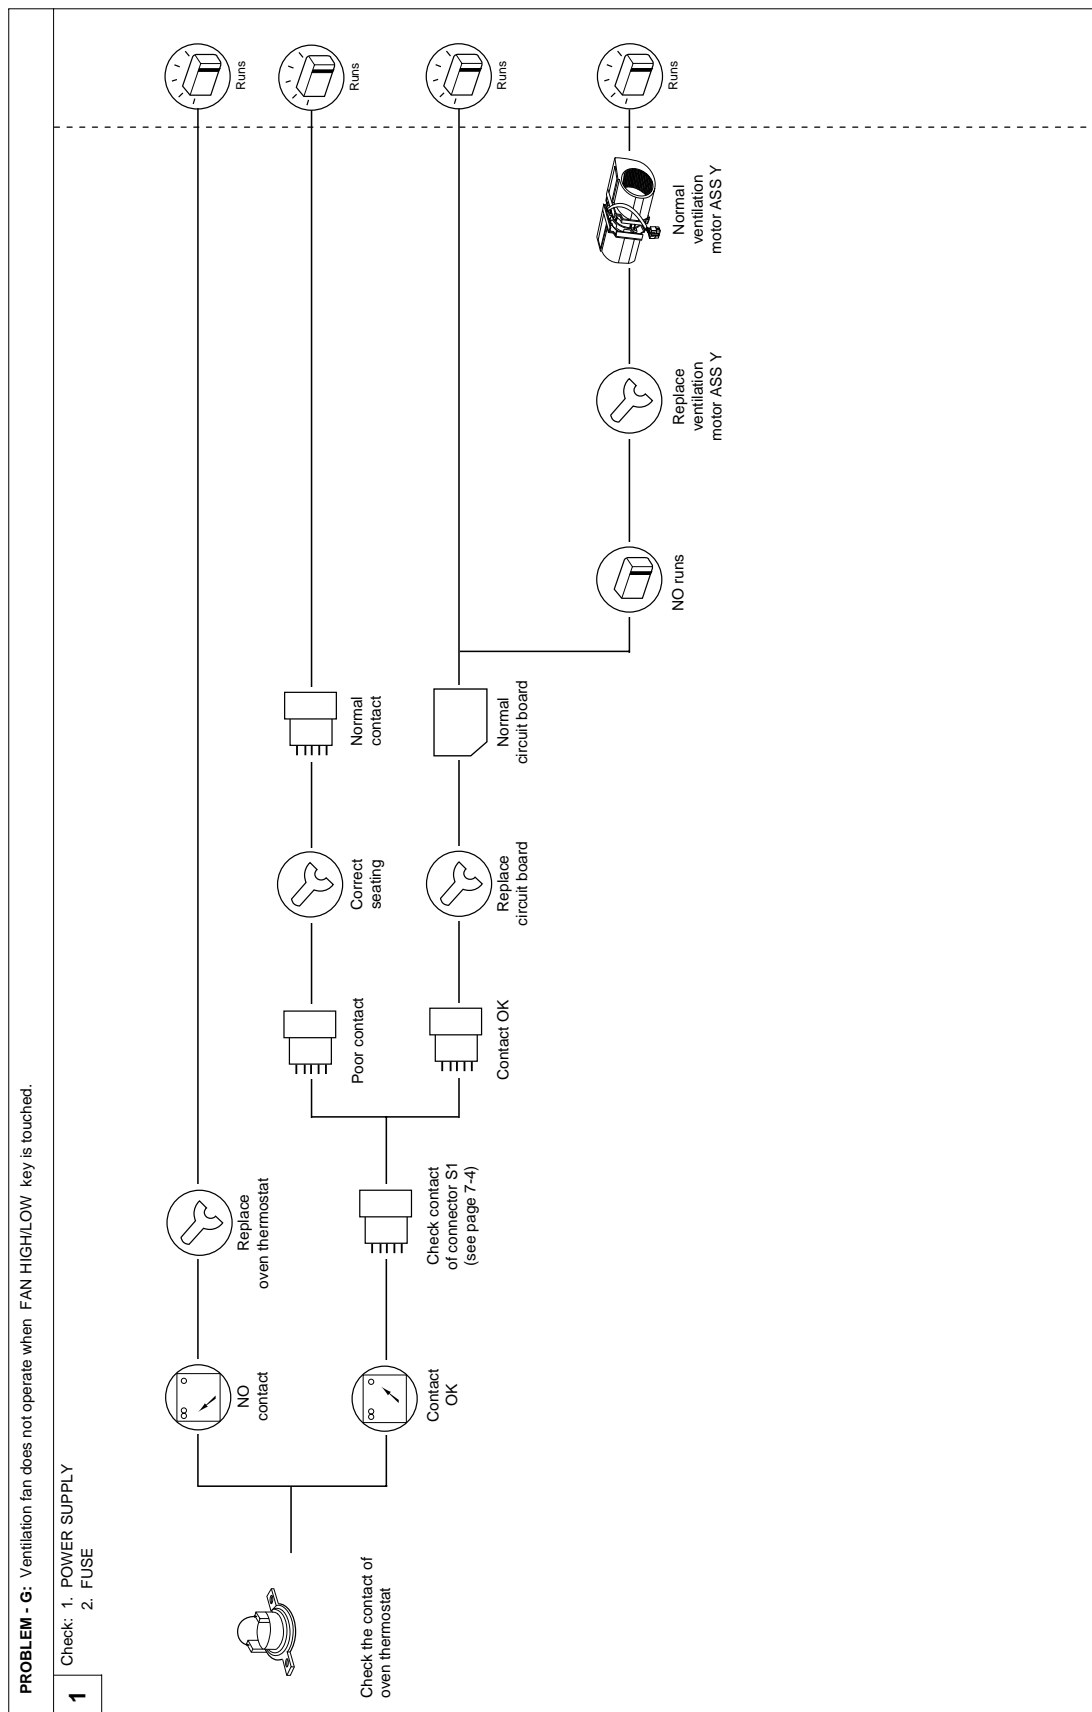 PROBLEM - G: Ventilation fan does not operate when FAN HIGH/LOW key is touched.
1
Check: 1. POWER SUPPLY
2. FUSE
Check the contact of
oven thermostat
NO
contact
Replace
oven thermostat
Runs
Contact
OK
Check contact
of connector S1
(see page 7-4)
Poor contact
Correct
seating
Normal
contact
Runs
Contact OK
Replace
circuit board
Normal
circuit board
Runs
NO runs
Replace
ventilation
motor ASS Y
Normal
ventilation
motor ASS Y
Runs